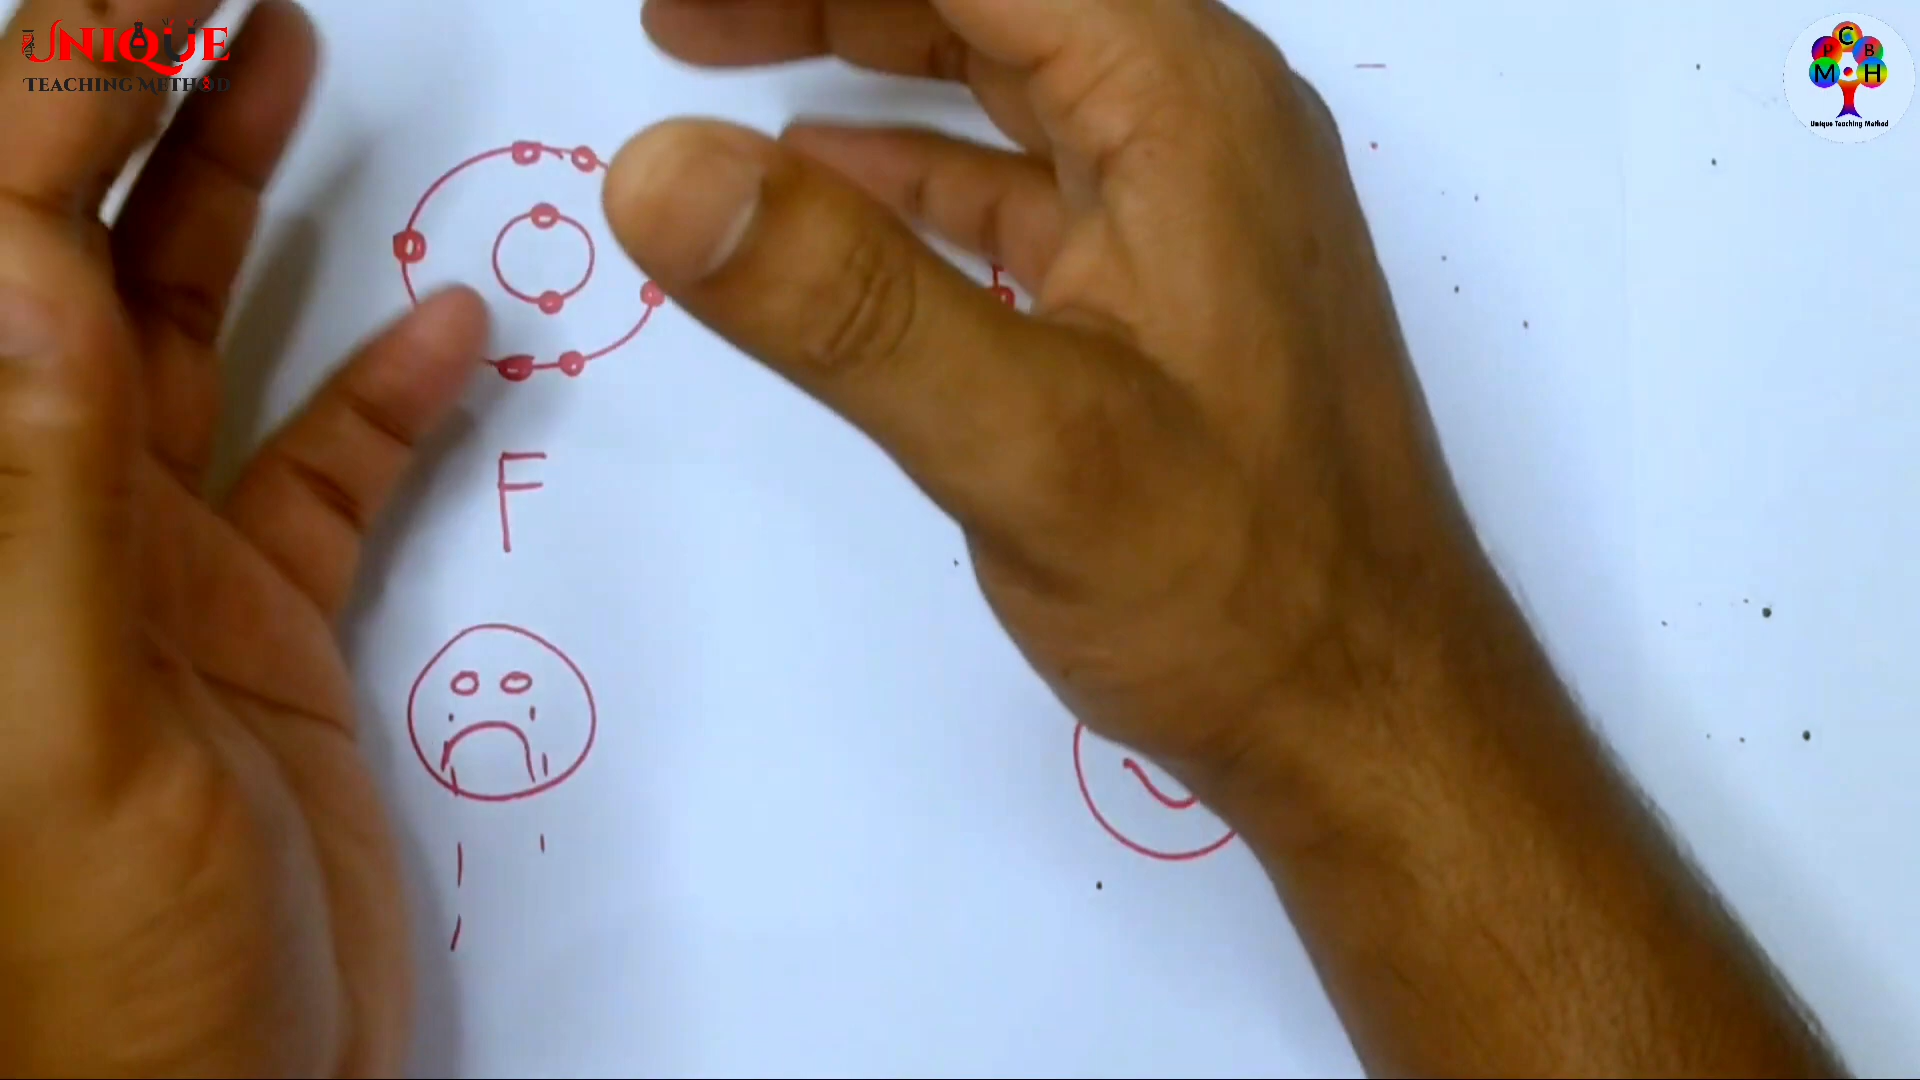 UNIQUE
TEACHING METHOD
C
P B
M H
Unique Teaching Method
F